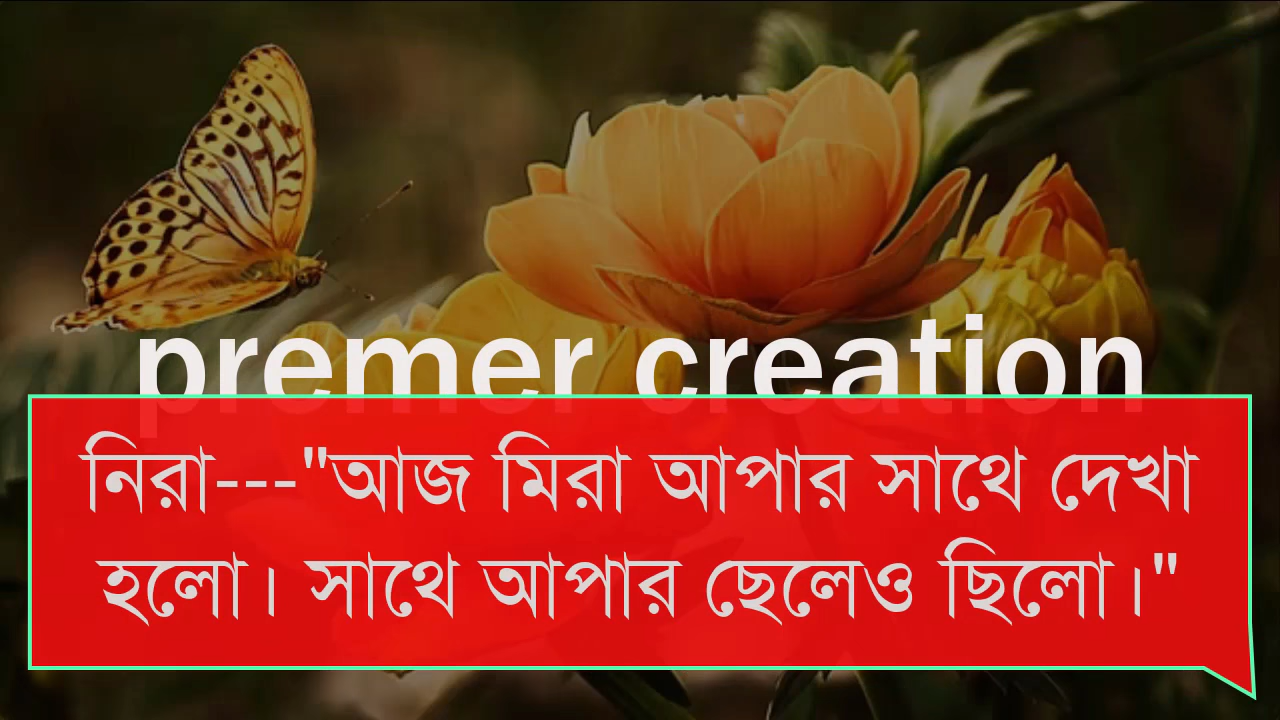 premer creation
নিরা---"আজ মিরা আপার সাথে দেখা
হলো। সাথে আপার ছেলেও ছিলো।"